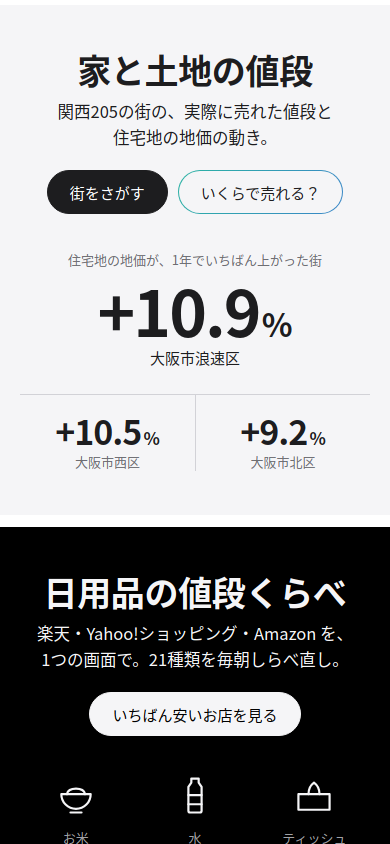 家と土地の値段
関西205の街の、実際に売れた値段と
住宅地の地価の動き。
街をさがす
いくらで売れる？
住宅地の地価が、1年でいちばん上がった街
+10.9%
大阪市浪速区
+10.5%
+9.2%
大阪市西区
大阪市北区
日用品の値段くらべ
楽天・Yahoo!ショッピング・Amazon を、
1つの画面で。21種類を毎朝しらべ直し。
いちばん安いお店を見る
お米
水
ティッシュ